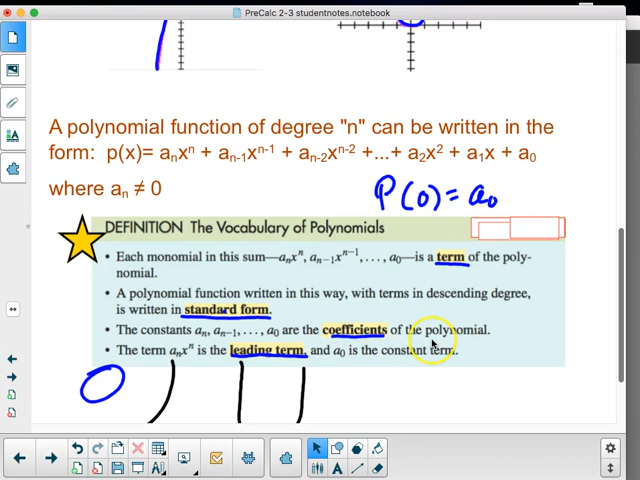 PreCalc 2-3 studentnotes.notebook
A polynomial function of degree "n" can be written in the
form: p(x)= aₙxⁿ + aₙ₋₁xⁿ⁻¹ + aₙ₋₂xⁿ⁻² +...+ a₂x² + a₁x + a₀
where aₙ ≠ 0
P(0) = a₀
DEFINITION The Vocabulary of Polynomials
• Each monomial in this sum—aₙxⁿ, aₙ₋₁xⁿ⁻¹, . . . , a₀—is a term of the poly-
nomial.
• A polynomial function written in this way, with terms in descending degree,
is written in standard form.
• The constants aₙ, aₙ₋₁, . . . , a₀ are the coefficients of the polynomial.
• The term aₙxⁿ is the leading term, and a₀ is the constant term.